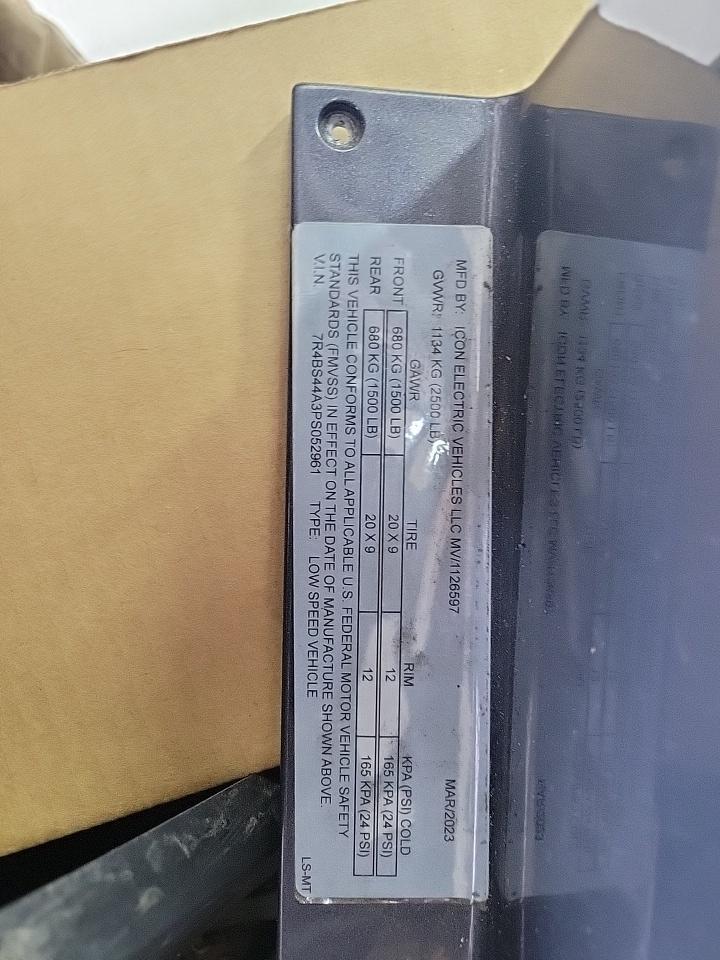 MFD BY: ICON ELECTRIC VEHICLES LLC MV/1126597 MAR/2023
GVWR: 1134 KG (2500 LB)
GAWR TIRE RIM KPA (PSI) COLD
FRONT 680 KG (1500 LB) 20 X 9 12 165 KPA (24 PSI)
REAR 680 KG (1500 LB) 20 X 9 12 165 KPA (24 PSI)
THIS VEHICLE CONFORMS TO ALL APPLICABLE U.S. FEDERAL MOTOR VEHICLE SAFETY
STANDARDS (FMVSS) IN EFFECT ON THE DATE OF MANUFACTURE SHOWN ABOVE.
V.I.N. 7R4BS44A3PS052961 TYPE: LOW SPEED VEHICLE
LS-MT